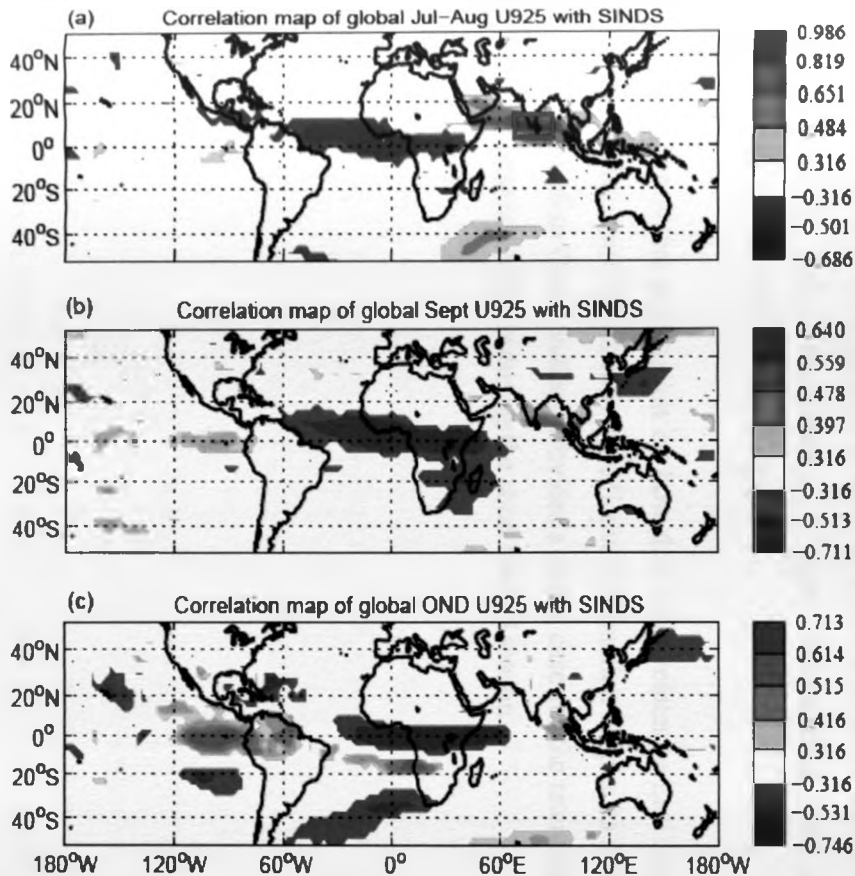 (a) Correlation map of global Jul-Aug U925 with SINDS
40°N
20°N
0°
20°S
40°S
0.986
0.819
0.651
0.484
0.316
−0.316
−0.501
−0.686
(b) Correlation map of global Sept U925 with SINDS
40°N
20°N
0°
20°S
40°S
0.640
0.559
0.478
0.397
0.316
−0.316
−0.513
−0.711
(c) Correlation map of global OND U925 with SINDS
40°N
20°N
0°
20°S
40°S
0.713
0.614
0.515
0.416
0.316
−0.316
−0.531
−0.746
180°W 120°W 60°W 0° 60°E 120°E 180°W